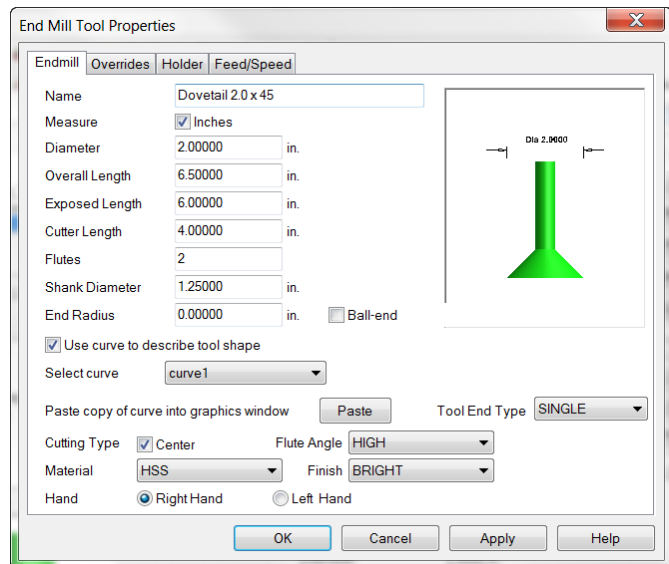 End Mill Tool Properties X
Endmill Overrides Holder Feed/Speed
Name Dovetail 2.0 x 45
Measure Inches
Diameter 2.00000 in.
Overall Length 6.50000 in.
Exposed Length 6.00000 in.
Cutter Length 4.00000 in.
Flutes 2
Shank Diameter 1.25000 in.
End Radius 0.00000 in. Ball-end
Dia 2.0000
Use curve to describe tool shape
Select curve curve1
Paste copy of curve into graphics window Paste Tool End Type SINGLE
Cutting Type Center Flute Angle HIGH
Material HSS Finish BRIGHT
Hand Right Hand Left Hand
OK Cancel Apply Help